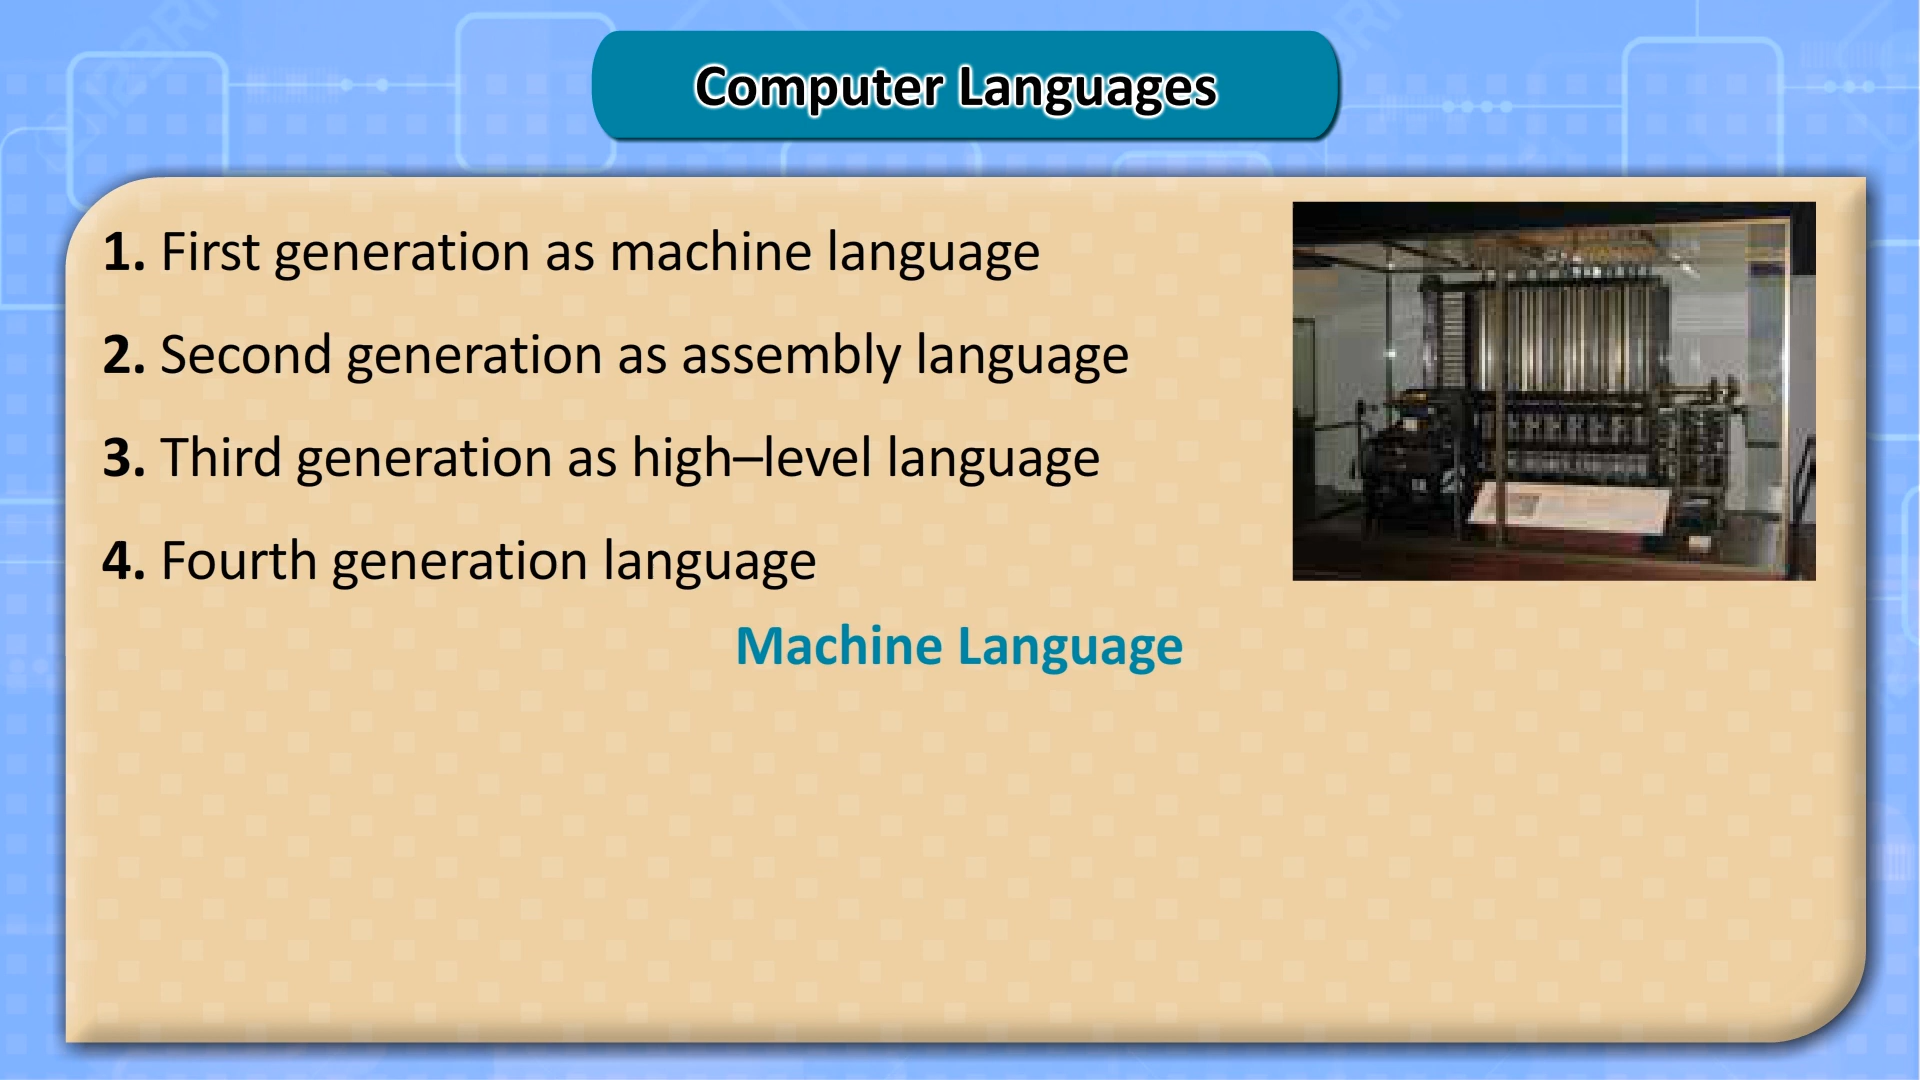 Computer Languages
1. First generation as machine language
2. Second generation as assembly language
3. Third generation as high–level language
4. Fourth generation language
Machine Language